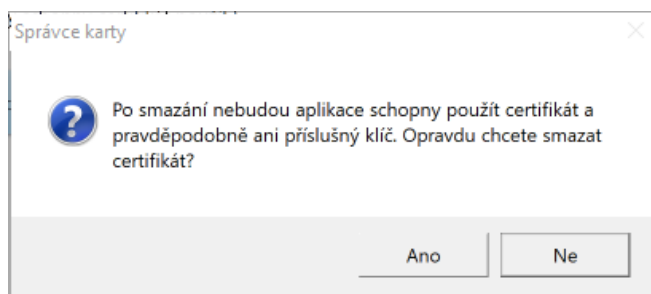 Správce karty
Po smazání nebudou aplikace schopny použít certifikát a
pravděpodobně ani příslušný klíč. Opravdu chcete smazat
certifikát?
Ano
Ne